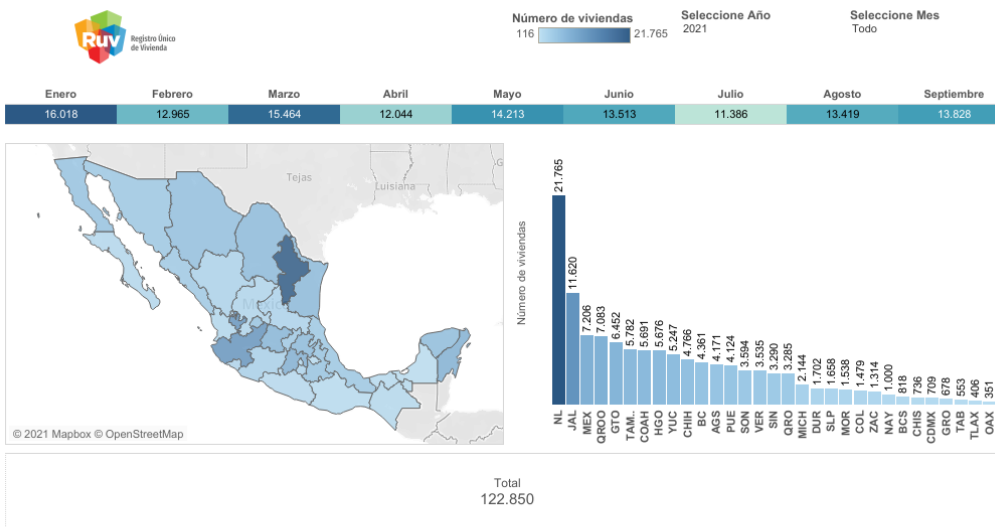 Ruv
Registro Único
de Vivienda
Número de viviendas
116 21.765
Seleccione Año
2021
Seleccione Mes
Todo
Enero Febrero Marzo Abril Mayo Junio Julio Agosto Septiembre
16.018 12.965 15.464 12.044 14.213 13.513 11.386 13.419 13.828
Tejas
Luisiana
México
© 2021 Mapbox © OpenStreetMap
Número de viviendas
21.765 11.620 7.206 7.083 6.452 5.782 5.691 5.676 5.247 4.766 4.361 4.171 4.124 3.594 3.535 3.290 3.285 2.144 1.702 1.658 1.538 1.479 1.314 1.000 818 736 709 678 553 406 351
NL JAL MEX QROO GTO TAM.. COAH HGO YUC CHIH BC AGS PUE SON VER SIN QRO MICH DUR SLP MOR COL ZAC NAY BCS CHIS CDMX GRO TAB TLAX OAX
Total
122.850